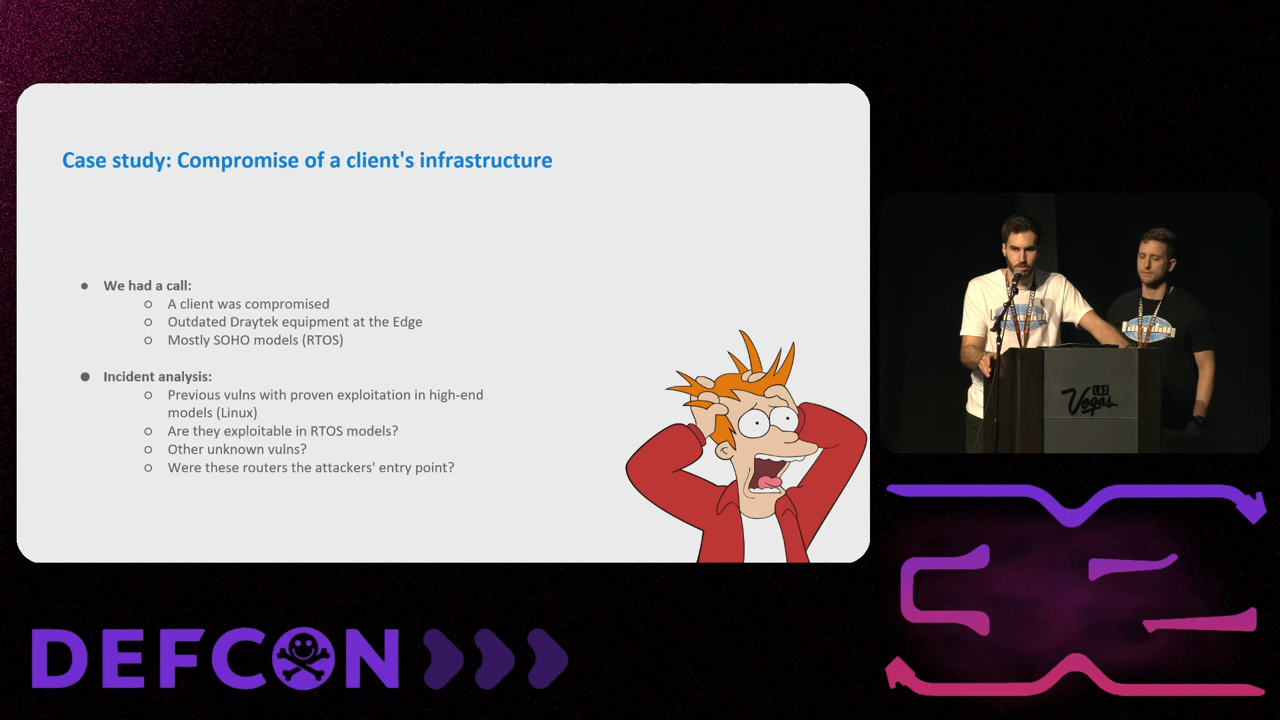 Case study: Compromise of a client's infrastructure
● We had a call:
○ A client was compromised
○ Outdated Draytek equipment at the Edge
○ Mostly SOHO models (RTOS)
● Incident analysis:
○ Previous vulns with proven exploitation in high-end
models (Linux)
○ Are they exploitable in RTOS models?
○ Other unknown vulns?
○ Were these routers the attackers' entry point?
LAS
Vegas
DEFCON